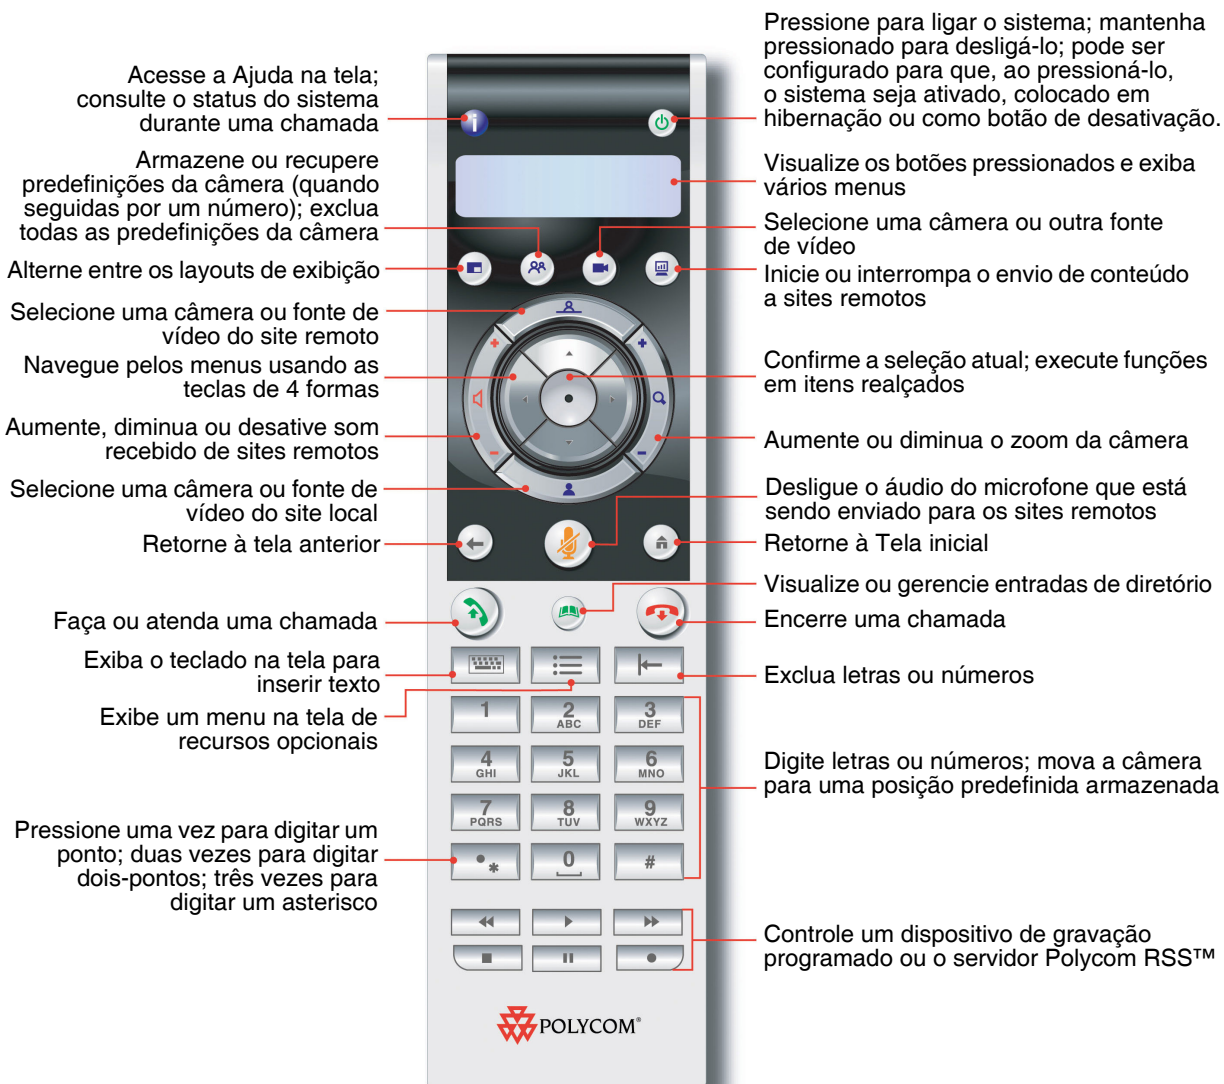 Pressione para ligar o sistema; mantenha
pressionado para desligá-lo; pode ser
configurado para que, ao pressioná-lo,
o sistema seja ativado, colocado em
hibernação ou como botão de desativação.
Acesse a Ajuda na tela;
consulte o status do sistema
durante uma chamada
Armazene ou recupere
predefinições da câmera (quando
seguidas por um número); exclua
todas as predefinições da câmera
Visualize os botões pressionados e exiba
vários menus
Selecione uma câmera ou outra fonte
de vídeo
Alterne entre os layouts de exibição
Inicie ou interrompa o envio de conteúdo
a sites remotos
Selecione uma câmera ou fonte de
vídeo do site remoto
Navegue pelos menus usando as
teclas de 4 formas
Confirme a seleção atual; execute funções
em itens realçados
Aumente, diminua ou desative som
recebido de sites remotos
Aumente ou diminua o zoom da câmera
Selecione uma câmera ou fonte de
vídeo do site local
Desligue o áudio do microfone que está
sendo enviado para os sites remotos
Retorne à tela anterior
Retorne à Tela inicial
Visualize ou gerencie entradas de diretório
Faça ou atenda uma chamada
Encerre uma chamada
Exiba o teclado na tela para
inserir texto
Exclua letras ou números
Exibe um menu na tela de
recursos opcionais
1 2 3
ABC DEF
4 5 6
GHI JKL MNO
7 8 9
PQRS TUV WXYZ
* 0 #
Digite letras ou números; mova a câmera
para uma posição predefinida armazenada
Pressione uma vez para digitar um
ponto; duas vezes para digitar
dois-pontos; três vezes para
digitar um asterisco
Controle um dispositivo de gravação
programado ou o servidor Polycom RSS™
POLYCOM®